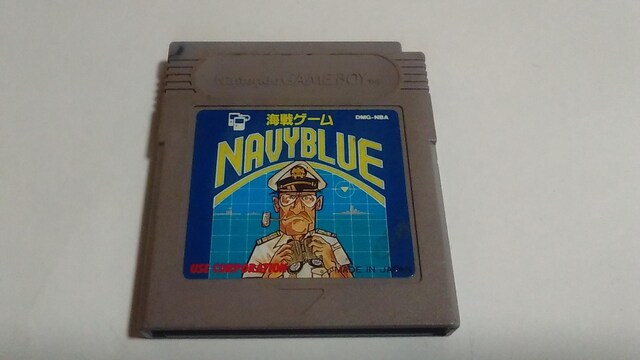 Nintendo GAME BOY
海戦ゲーム
DMG-NBA
NAVYBLUE
USE CORPORATION
MADE IN JAPAN